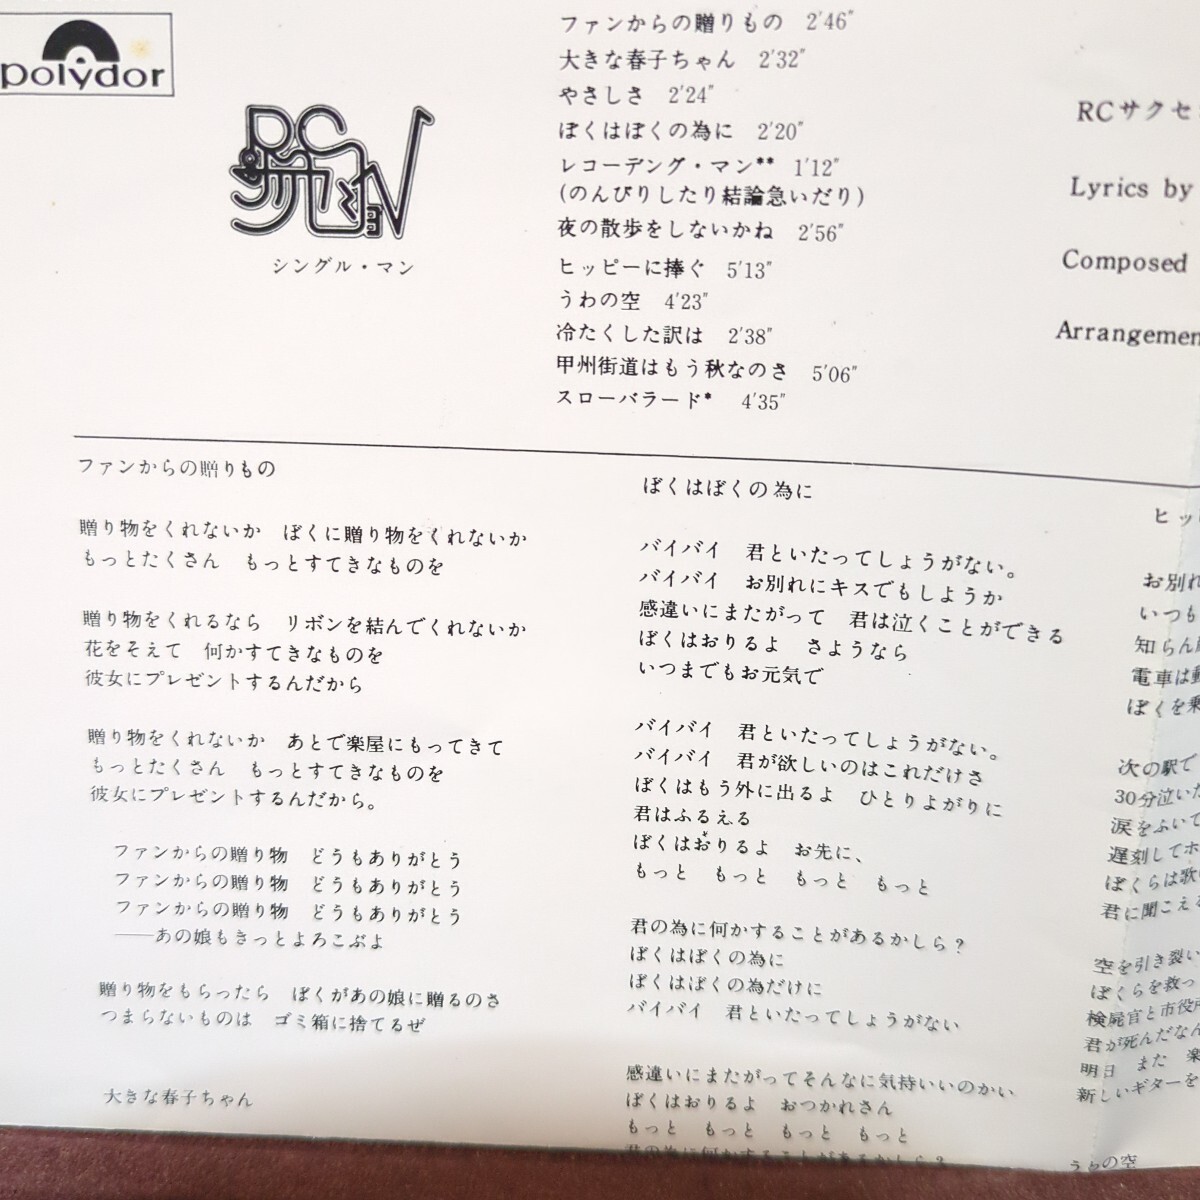 polydor
RCサクセション
シングル・マン
ファンからの贈りもの 2'46"
大きな春子ちゃん 2'32"
やさしさ 2'24"
ぼくはぼくの為に 2'20"
レコーデング・マン** 1'12"
(のんびりしたり結論急いだり)
夜の散歩をしないかね 2'56"
ヒッピーに捧ぐ 5'13"
うわの空 4'23"
冷たくした訳は 2'38"
甲州街道はもう秋なのさ 5'06"
スローバラード* 4'35"
RCサクセ
Lyrics by
Composed
Arrangemen
ファンからの贈りもの
贈り物をくれないか ぼくに贈り物をくれないか
もっとたくさん もっとすてきなものを
贈り物をくれるなら リボンを結んでくれないか
花をそえて 何かすてきなものを
彼女にプレゼントするんだから
贈り物をくれないか あとで楽屋にもってきて
もっとたくさん もっとすてきなものを
彼女にプレゼントするんだから。
ファンからの贈り物 どうもありがとう
ファンからの贈り物 どうもありがとう
ファンからの贈り物 どうもありがとう
——あの娘もきっとよろこぶよ
贈り物をもらったら ぼくがあの娘に贈るのさ
つまらないものは ゴミ箱に捨てるぜ
大きな春子ちゃん
ぼくはぼくの為に
バイバイ 君といたってしょうがない。
バイバイ お別れにキスでもしようか
感違いにまたがって 君は泣くことができる
ぼくはおりるよ さようなら
いつまでもお元気で
バイバイ 君といたってしょうがない。
バイバイ 君が欲しいのはこれだけさ
ぼくはもう外に出るよ ひとりよがりに
君はふるえる
ぼくは*おりるよ お先に、
もっと もっと もっと もっと
君の為に何かすることがあるかしら?
ぼくはぼくの為に
ぼくはぼくの為だけに
バイバイ 君といたってしょうがない
感違いにまたがってそんなに気持いいのかい
ぼくはおりるよ おつかれさん
もっと もっと もっと もっと
君の為に何かすることがあるかしら?
ヒッ
お別れ
いつも
知らん
電車は動
ぼくを乗
次の駅で
30分泣いた
涙をふいて
遅刻してホ
ぼくらは歌い
君に聞こえる
空を引き裂い
ぼくらを救っ
検屍官と市役所
君が死んだなん
明日 また 楽
新しいギターを
うわの空